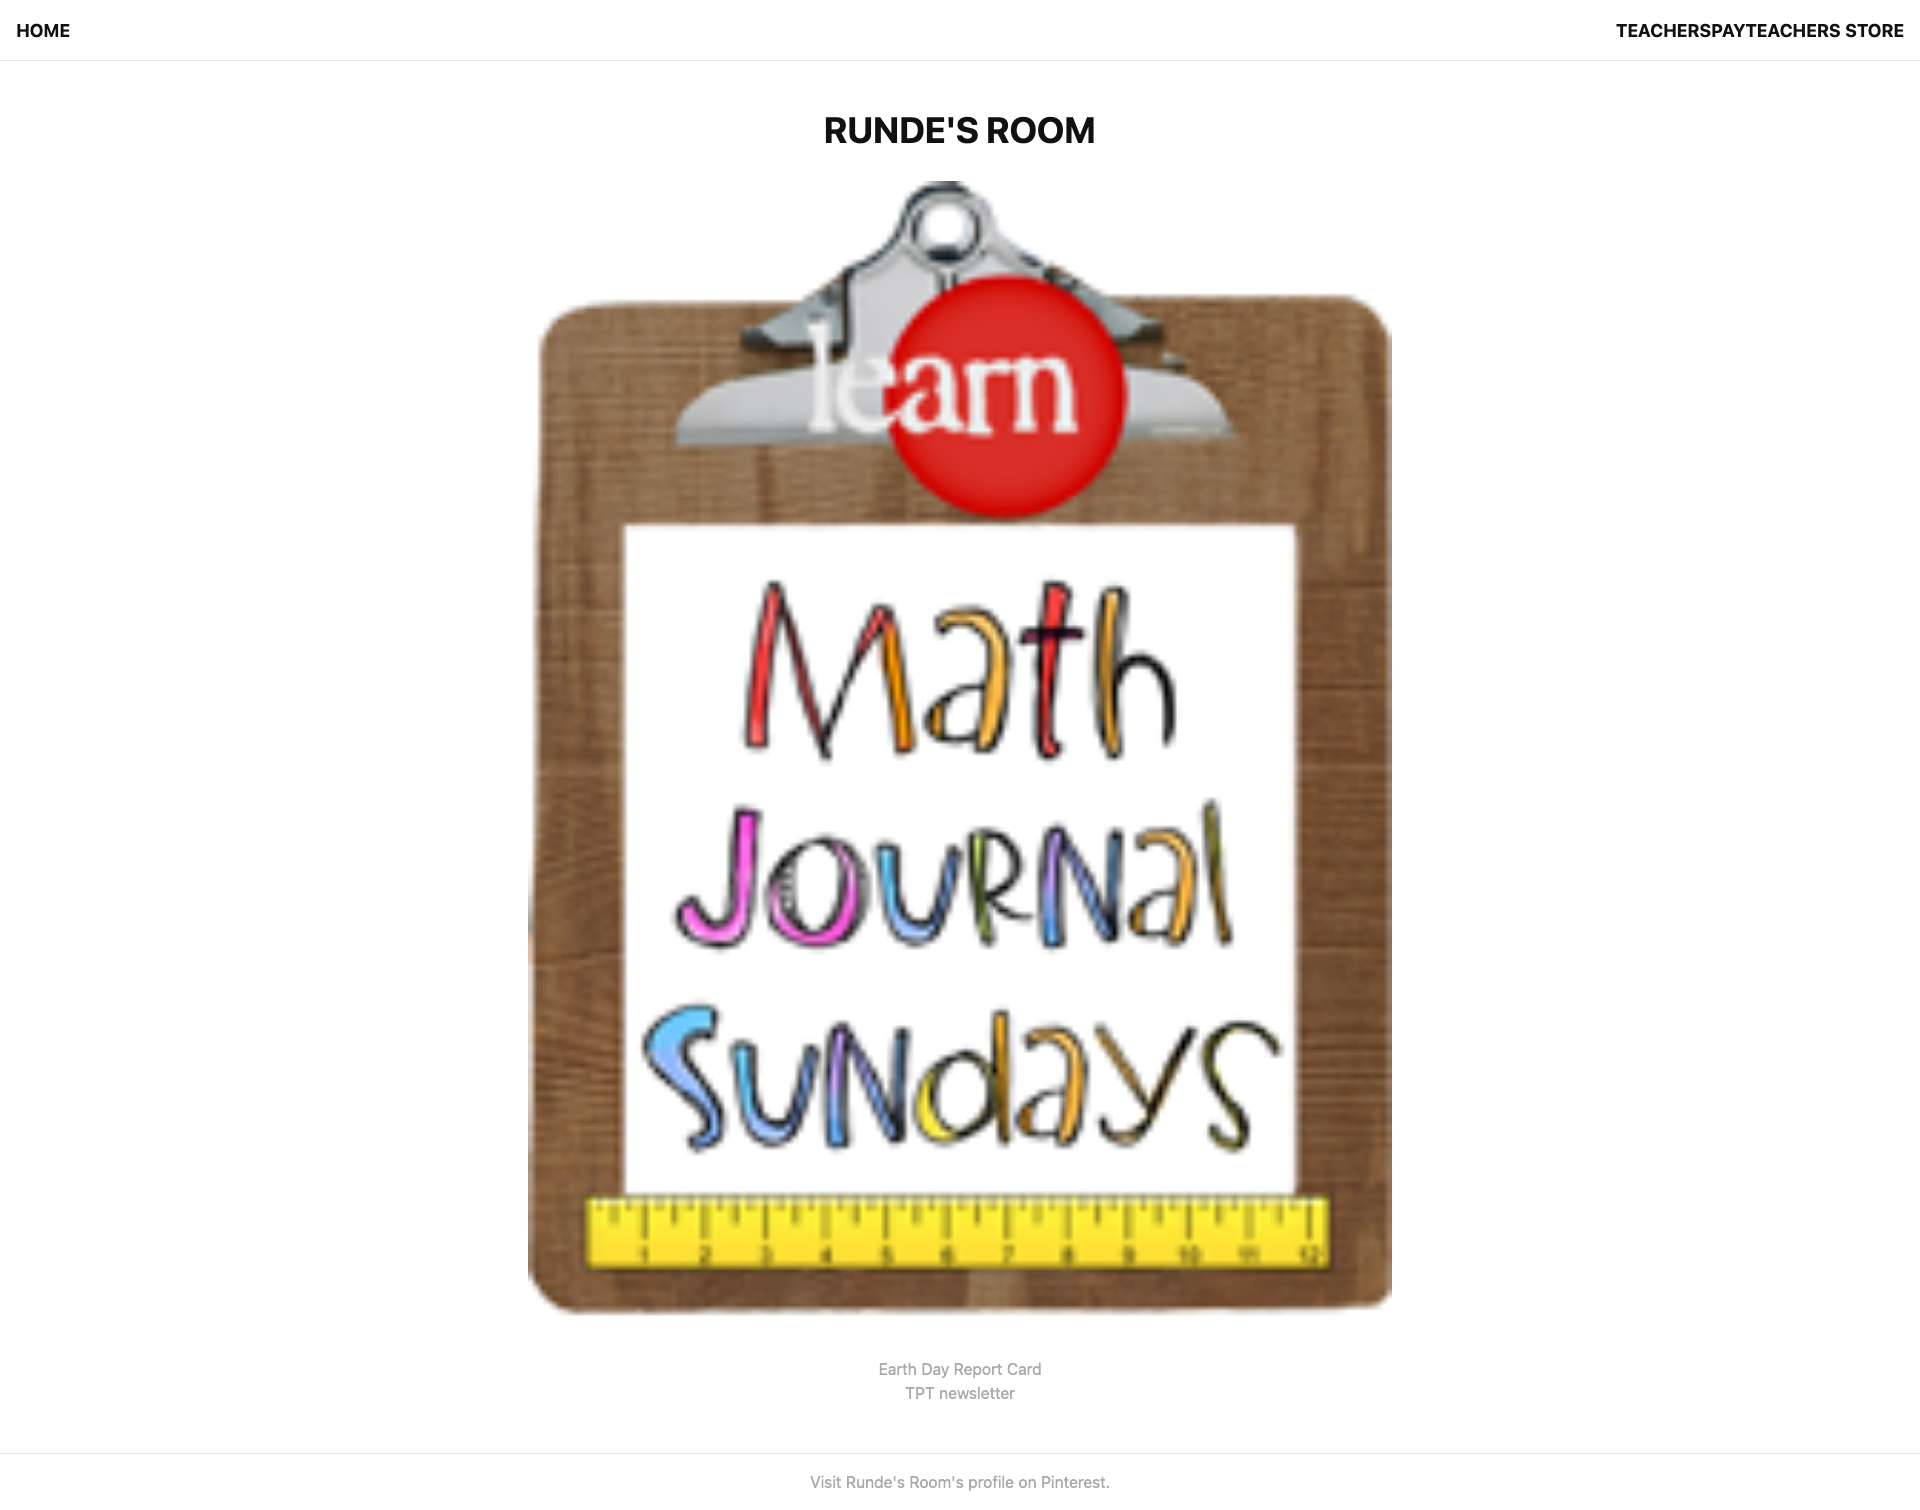 HOME
TEACHERSPAYTEACHERS STORE
RUNDE'S ROOM
learn
Math
JOURNal
SUNdays
1 2 3 4 5 6 7 8 9 10 11 12
Earth Day Report Card
TPT newsletter
Visit Runde's Room's profile on Pinterest.